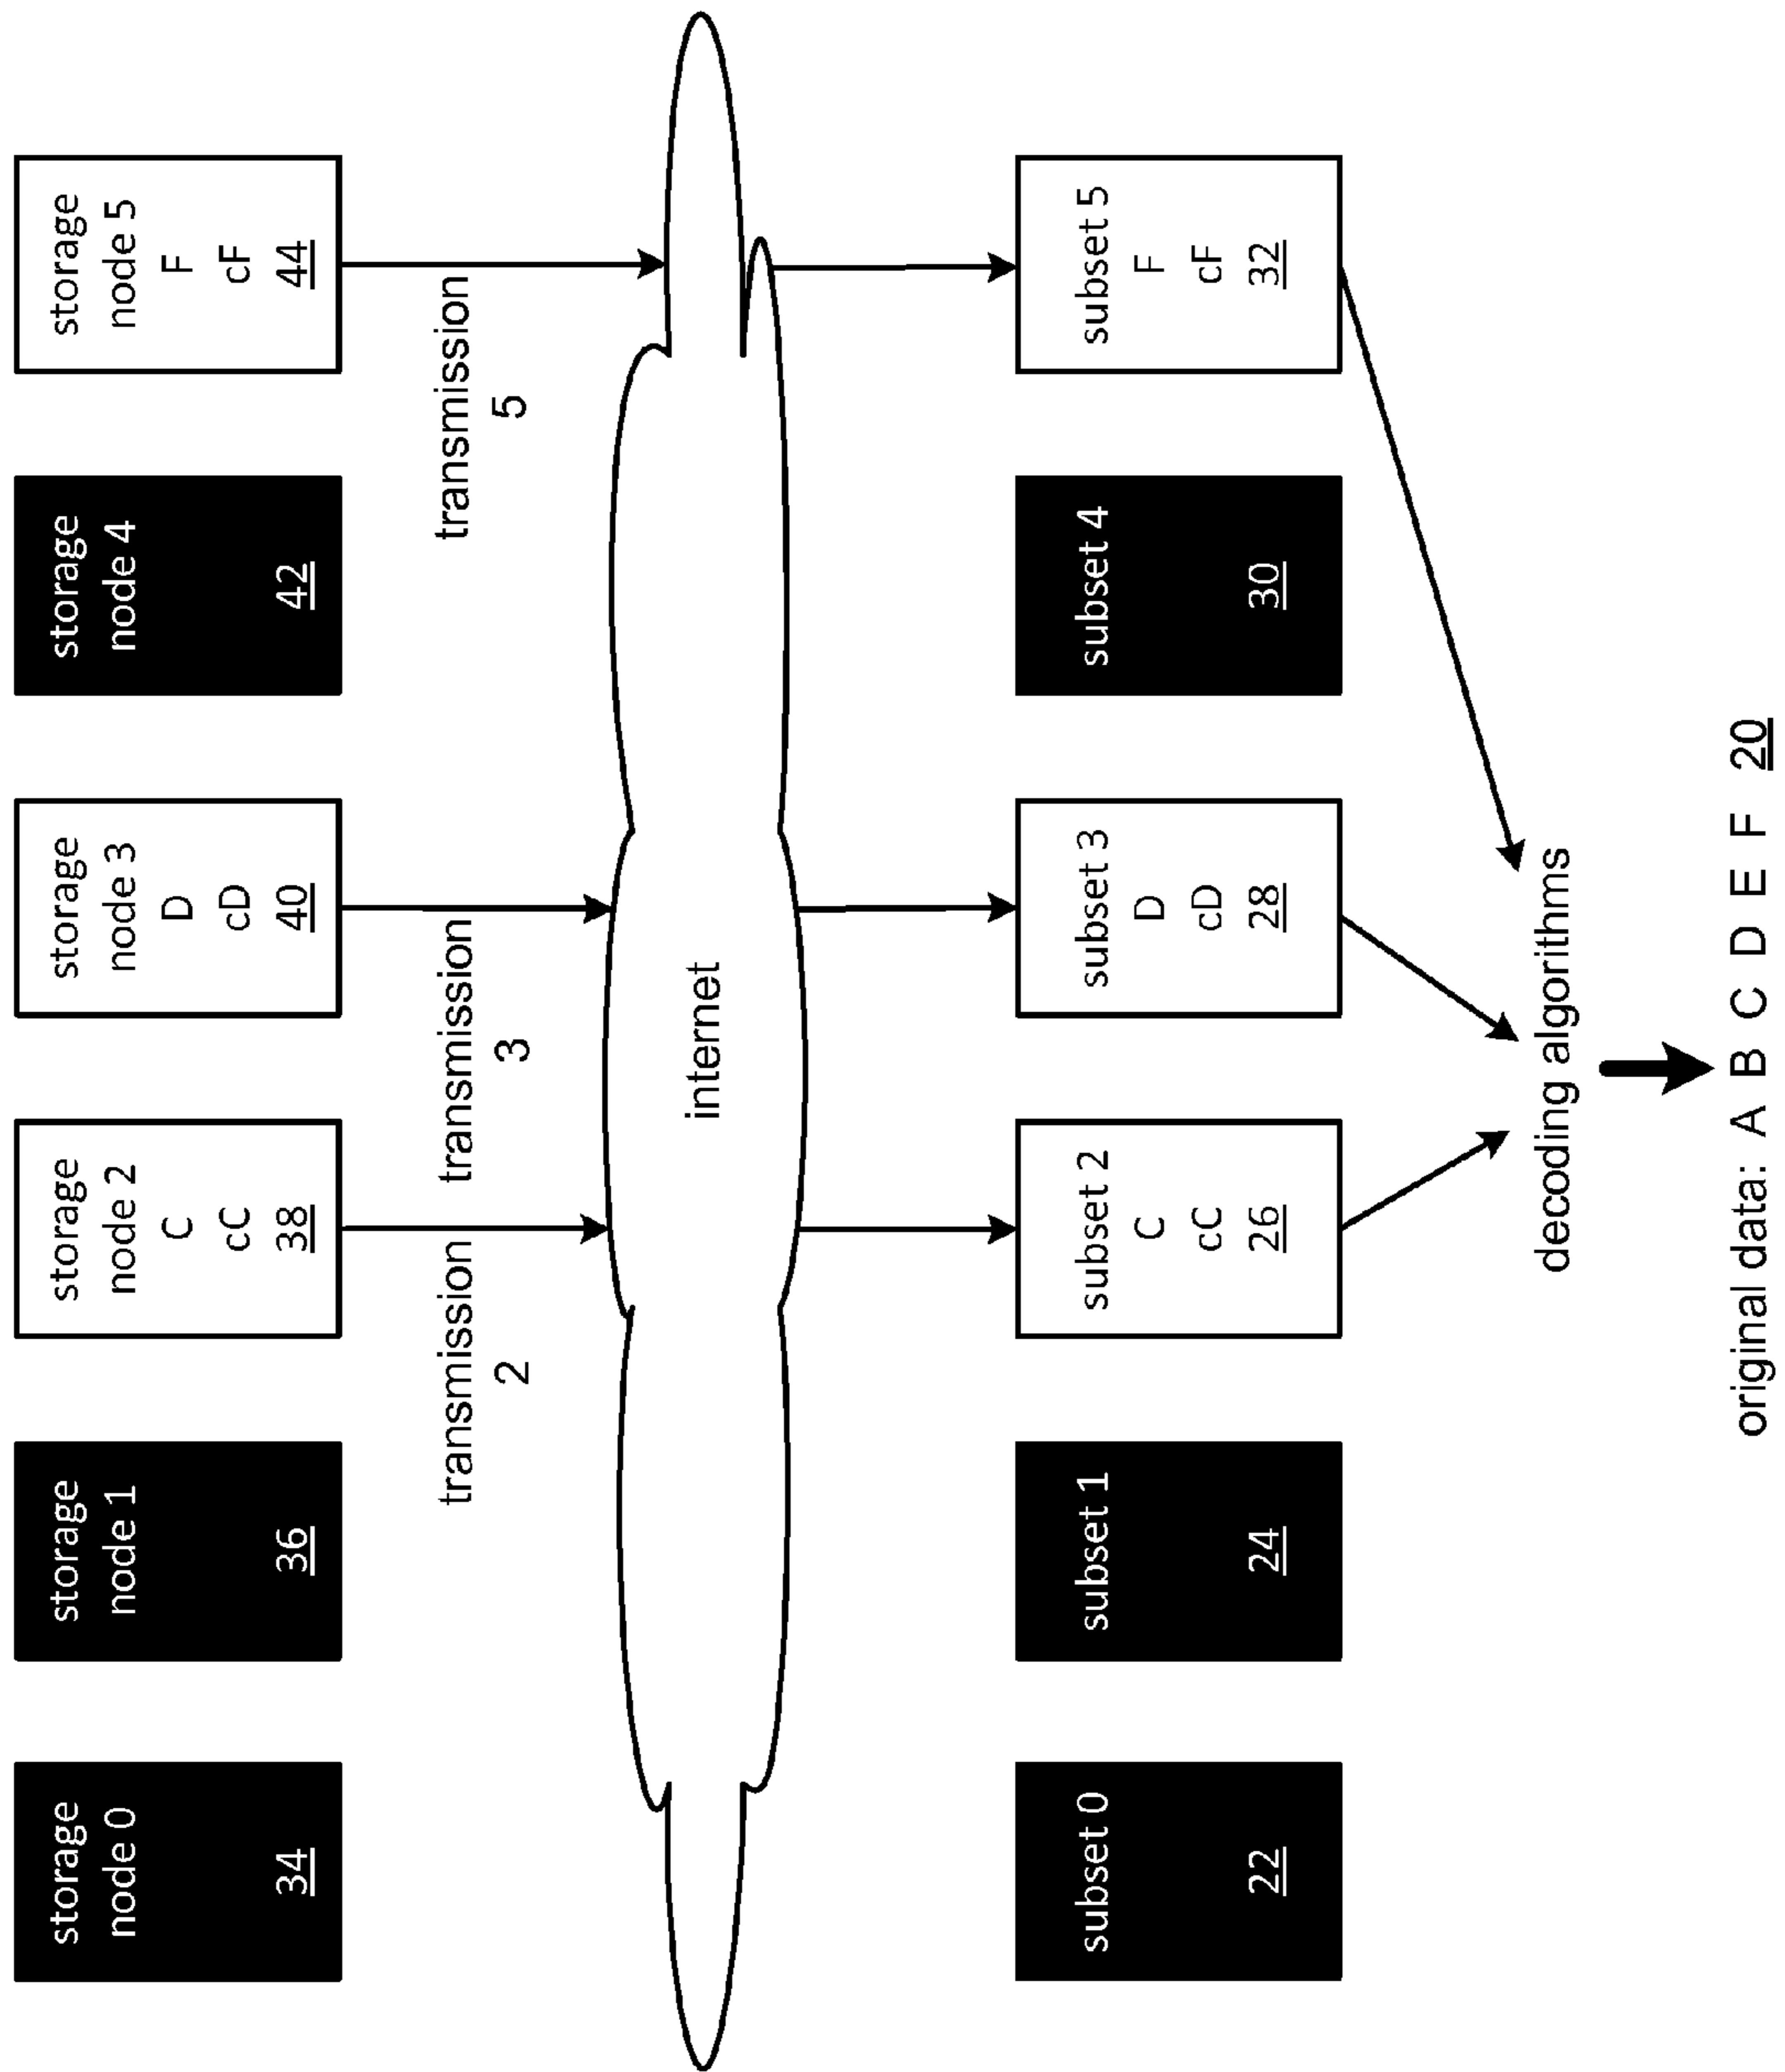 storage
node 0
34
storage
node 1
36
storage
node 2
C
cC
38
storage
node 3
D
cD
40
storage
node 4
42
storage
node 5
F
cF
44
transmission
2
transmission
3
transmission
5
internet
subset 0
22
subset 1
24
subset 2
C
cC
26
subset 3
D
cD
28
subset 4
30
subset 5
F
cF
32
decoding algorithms
original data: A B C D E F 20